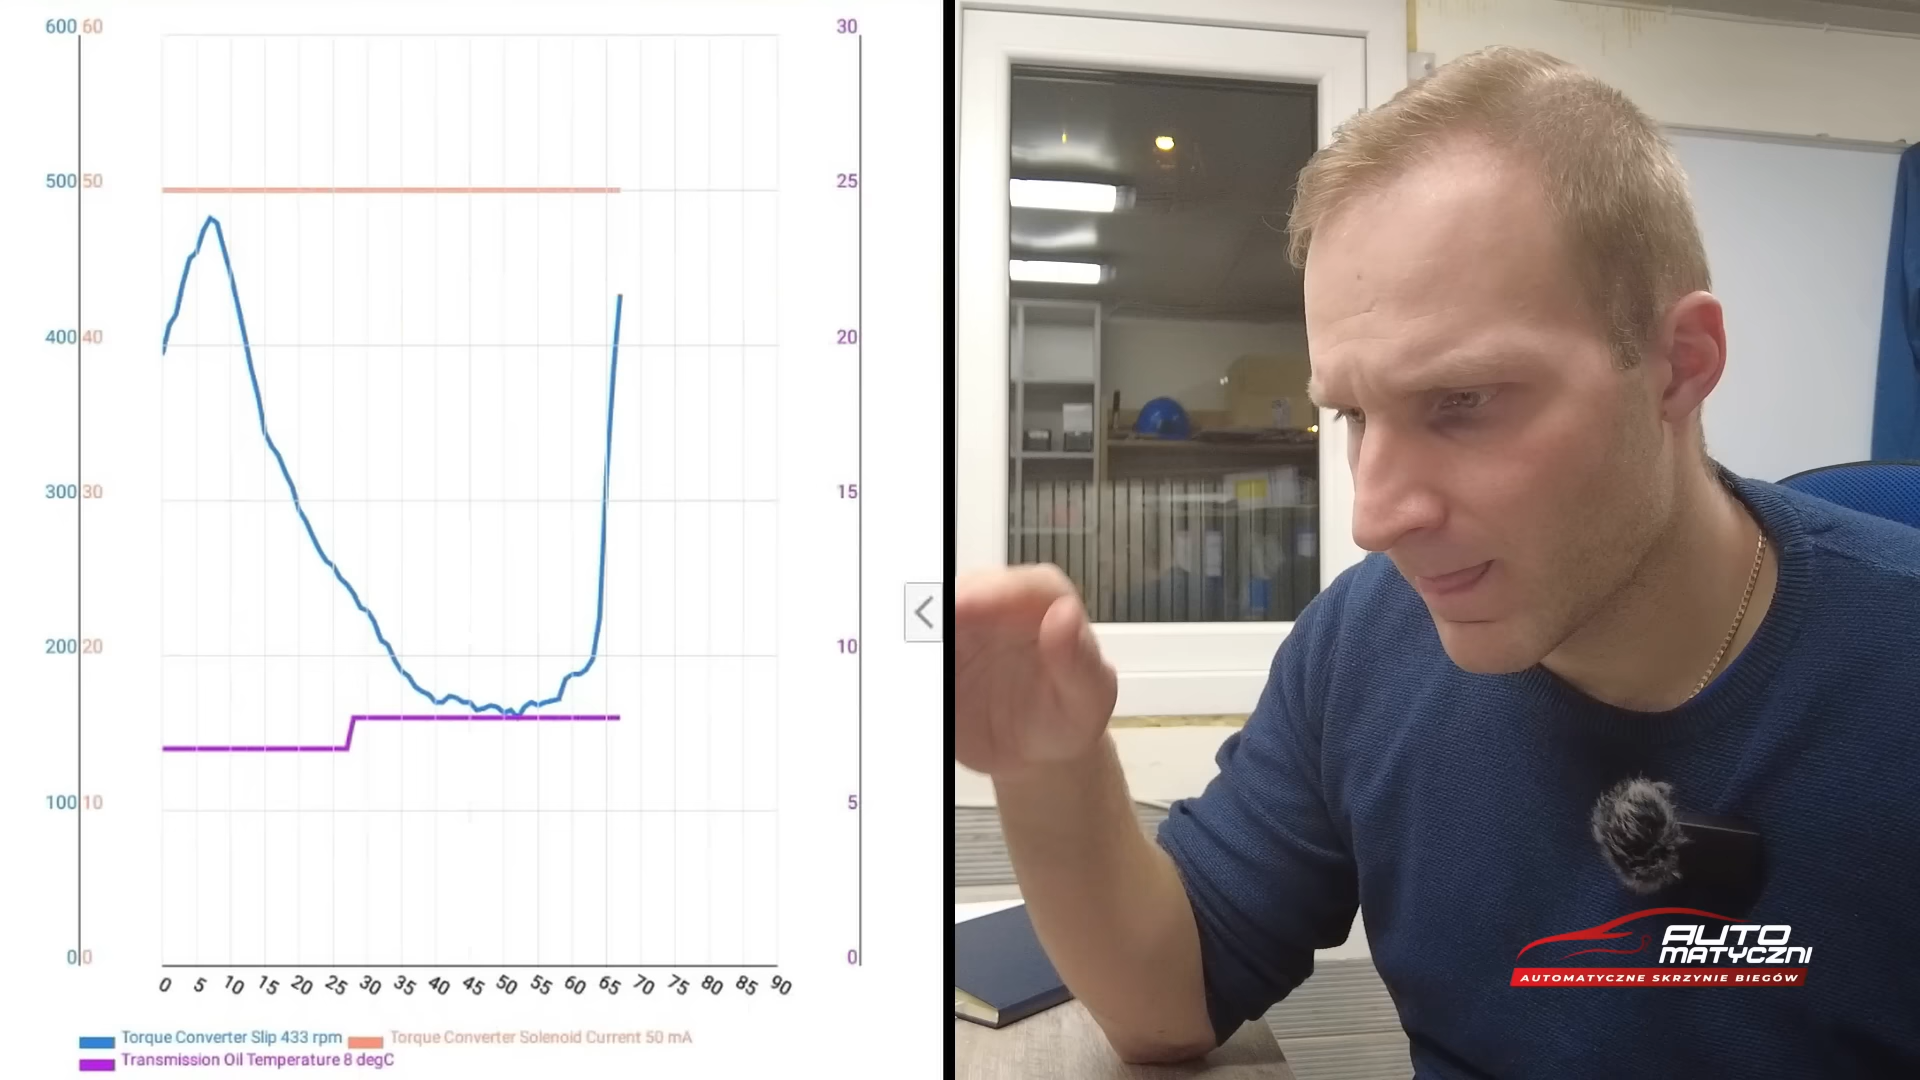 600 60 30
500 50 25
400 40 20
300 30 15
200 20 10
100 10 5
0 0 0
0 5 10 15 20 25 30 35 40 45 50 55 60 65 70 75 80 85 90
Torque Converter Slip 433 rpm Torque Converter Solenoid Current 50 mA
Transmission Oil Temperature 8 degC
AUTO
MATYCZNI
AUTOMATYCZNE SKRZYNIE BIEGÓW